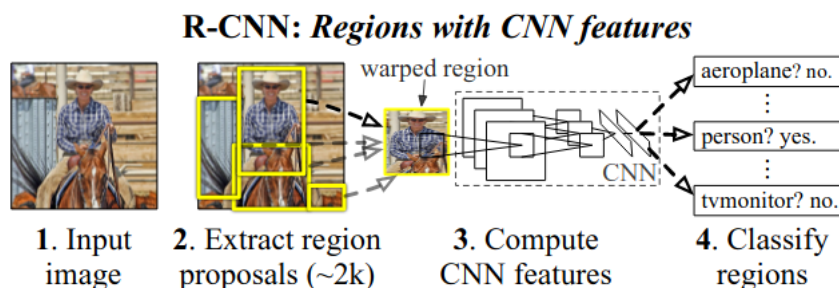 R-CNN: Regions with CNN features
warped region
aeroplane? no.
⋮
person? yes.
⋮
tvmonitor? no.
CNN
1. Input
image
2. Extract region
proposals (~2k)
3. Compute
CNN features
4. Classify
regions